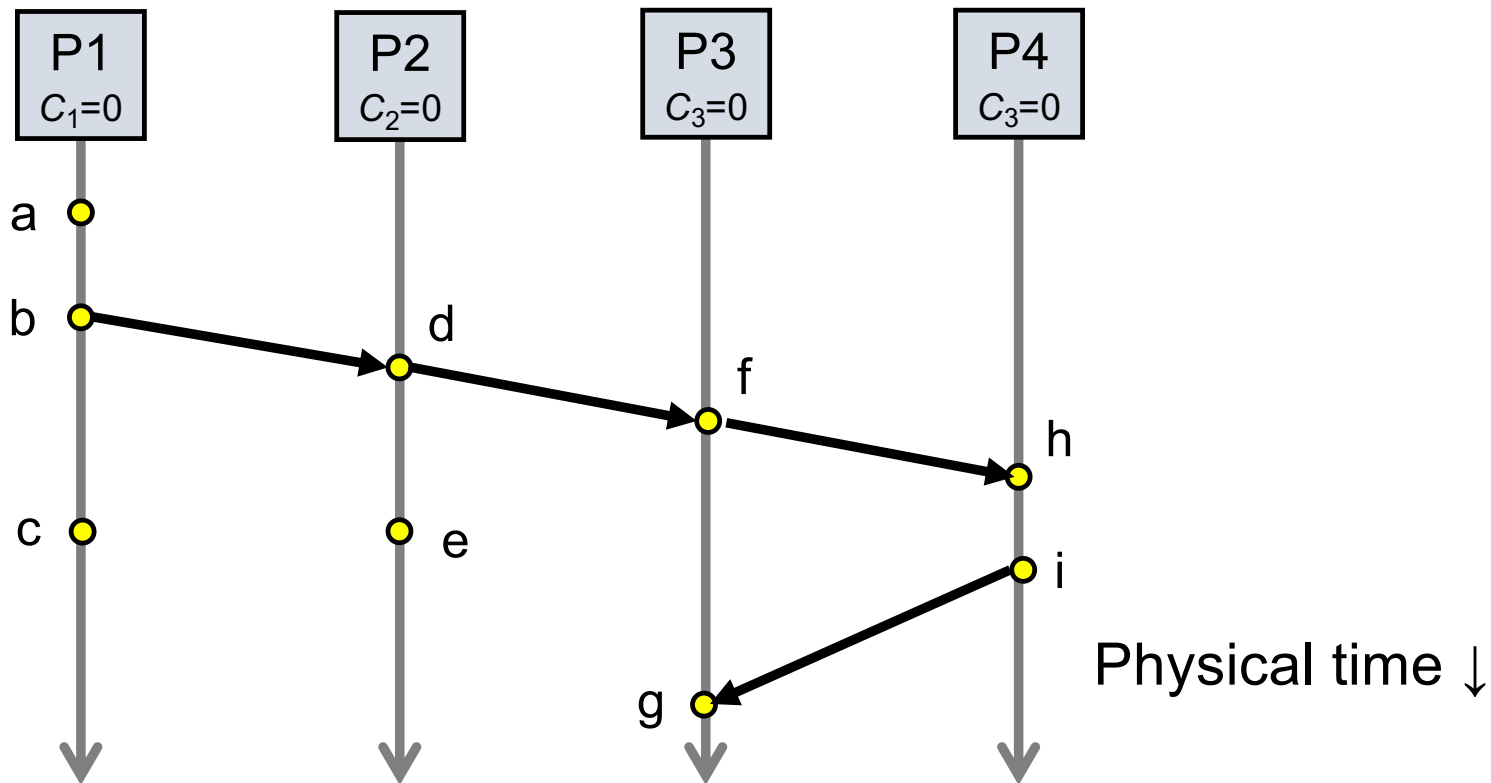 P1
C₁=0
P2
C₂=0
P3
C₃=0
P4
C₃=0
a
b
d
f
h
c
e
i
Physical time ↓
g